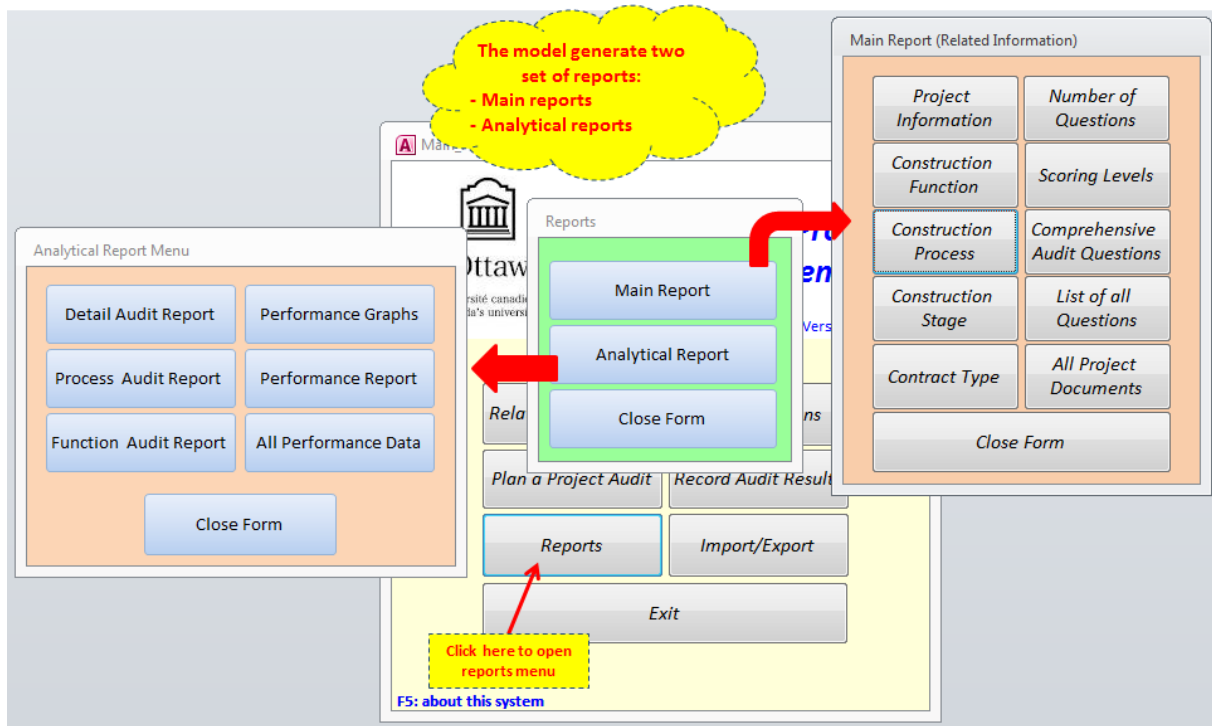 The model generate two
set of reports:
- Main reports
- Analytical reports
Main Report (Related Information)
Project
Information
Number of
Questions
Construction
Function
Scoring Levels
Construction
Process
Comprehensive
Audit Questions
Construction
Stage
List of all
Questions
Contract Type
All Project
Documents
Close Form
Reports
Main Report
Analytical Report
Close Form
Analytical Report Menu
Detail Audit Report
Performance Graphs
Process Audit Report
Performance Report
Function Audit Report
All Performance Data
Close Form
Plan a Project Audit
Record Audit Result
Reports
Import/Export
Exit
Click here to open
reports menu
F5: about this system